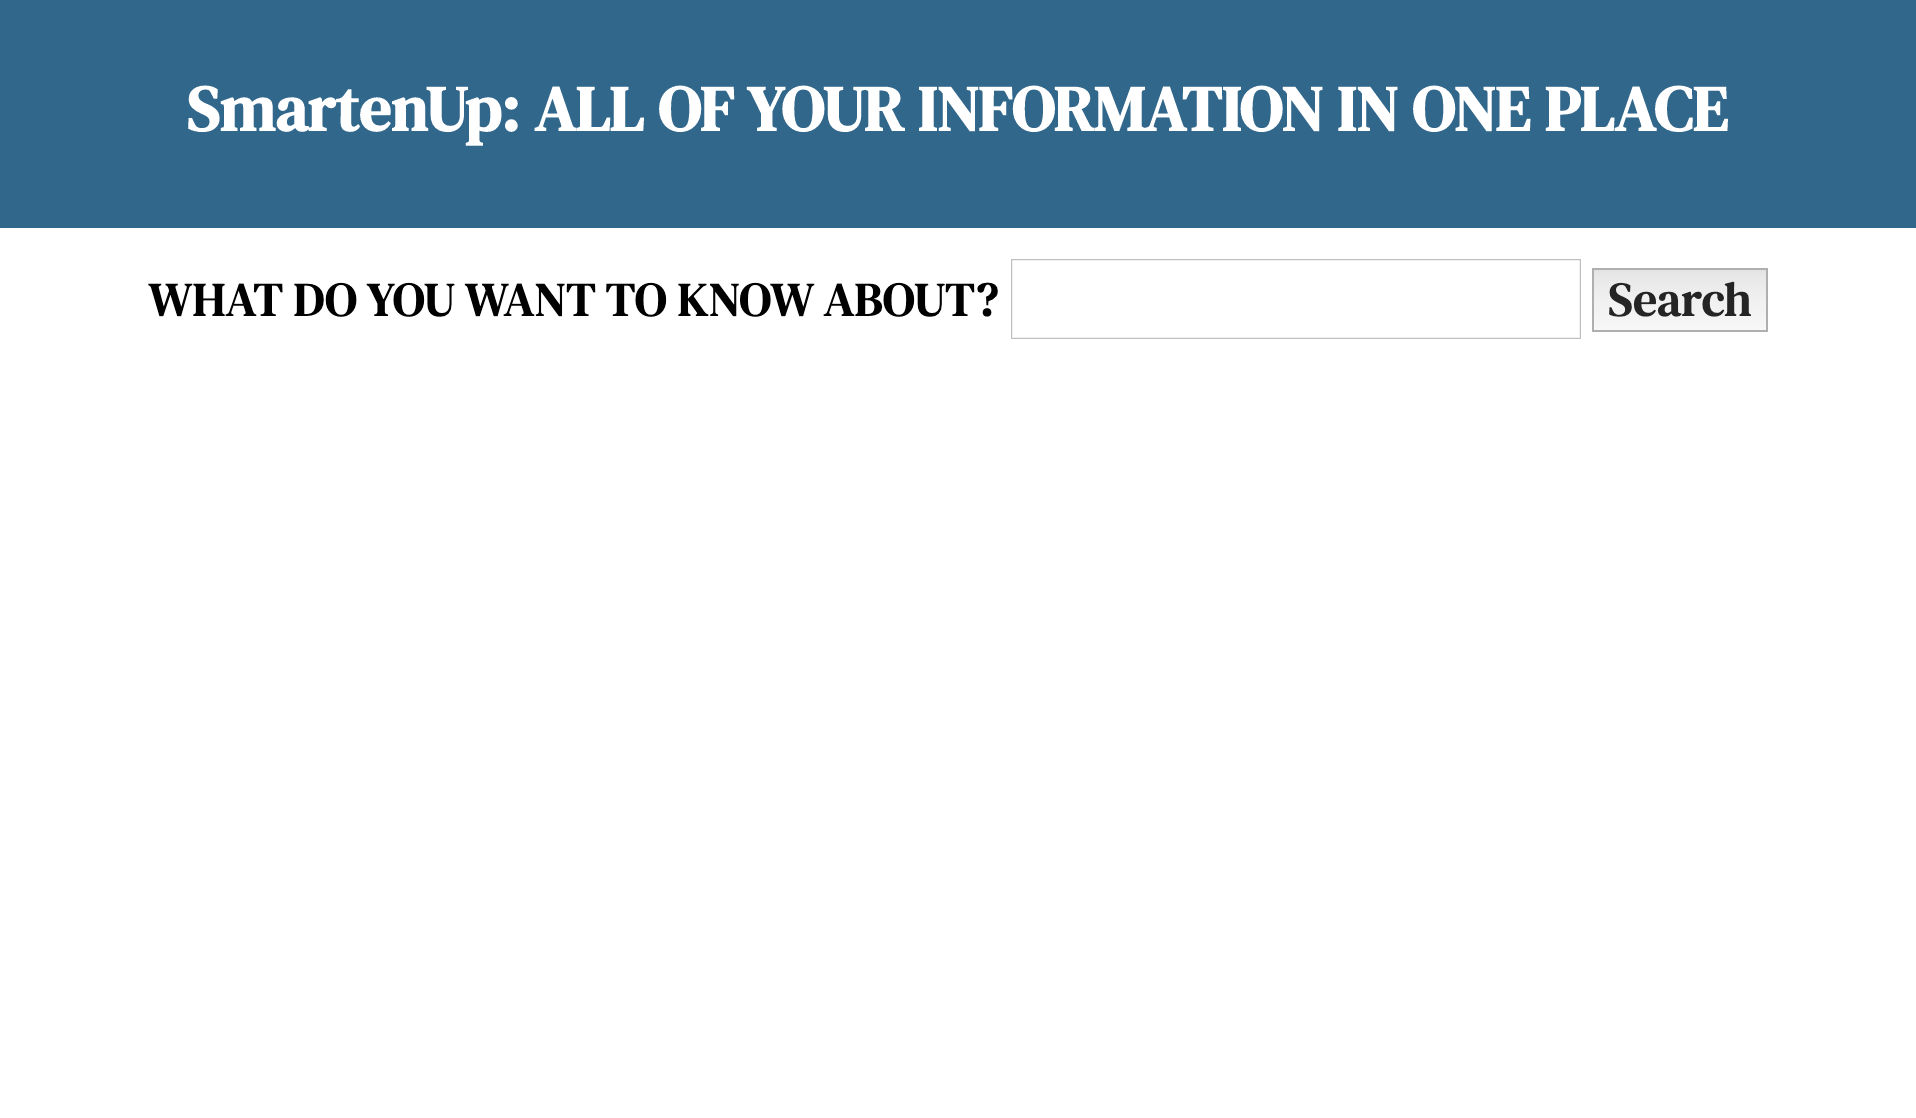 SmartenUp: ALL OF YOUR INFORMATION IN ONE PLACE
WHAT DO YOU WANT TO KNOW ABOUT? Search